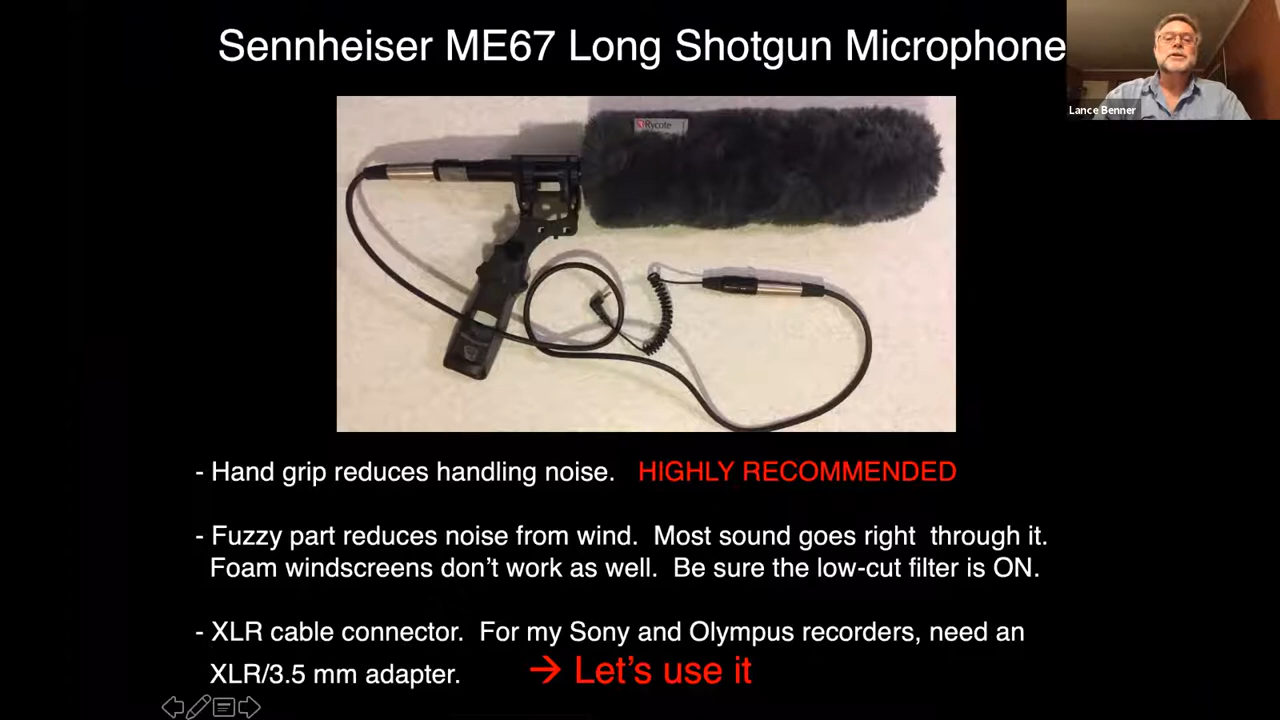 Sennheiser ME67 Long Shotgun Microphone
Lance Benner
Rycote
- Hand grip reduces handling noise. HIGHLY RECOMMENDED
- Fuzzy part reduces noise from wind. Most sound goes right through it.
Foam windscreens don't work as well. Be sure the low-cut filter is ON.
- XLR cable connector. For my Sony and Olympus recorders, need an
XLR/3.5 mm adapter. → Let's use it